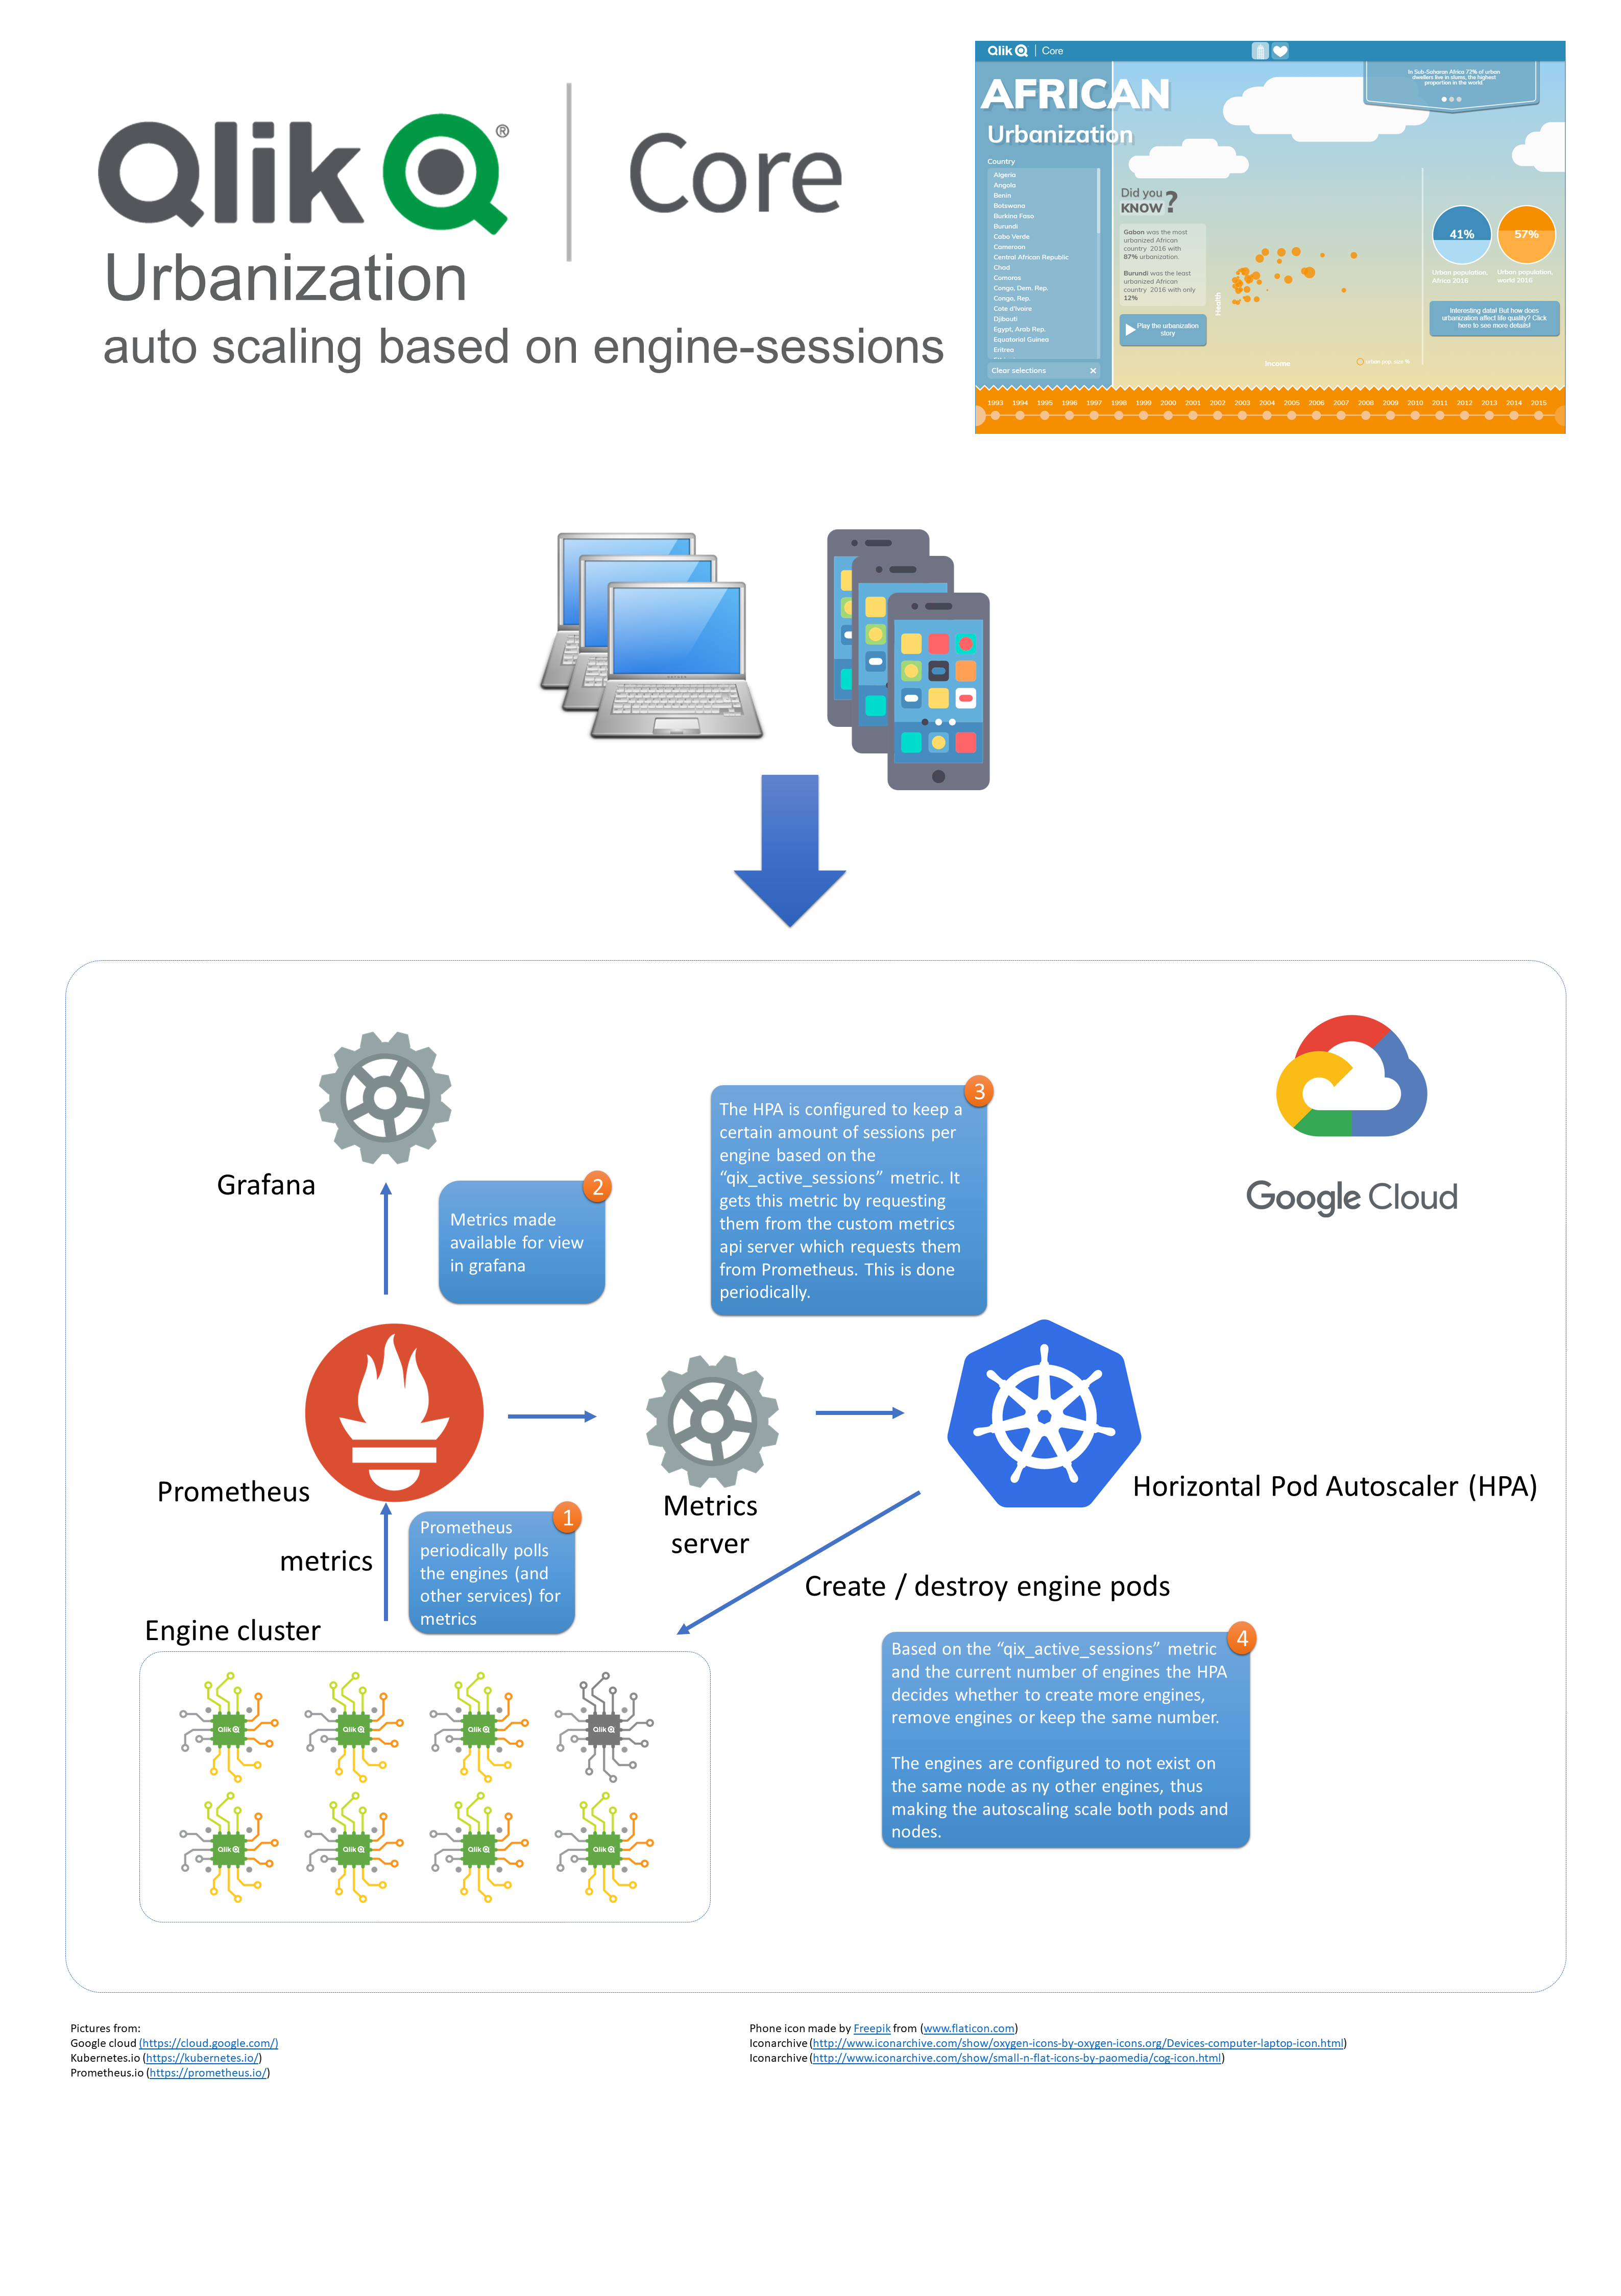 Qlik Q ® | Core
Urbanization
auto scaling based on engine-sessions
Qlik Q | Core
AFRICAN
Urbanization
Country
Algeria
Angola
Benin
Botswana
Burkina Faso
Burundi
Cabo Verde
Cameroon
Central African Republic
Chad
Comoros
Congo, Dem. Rep.
Congo, Rep.
Cote d'Ivoire
Djibouti
Egypt, Arab Rep.
Equatorial Guinea
Eritrea
Clear selections ×
In Sub-Saharan Africa 72% of urban
dwellers live in slums, the highest
proportion in the world.
Did you
KNOW ?
Gabon was the most
urbanized African
country 2016 with
87% urbanization.
Burundi was the least
urbanized African
country 2016 with only
12%
Play the urbanization
story
Health
Income
urban pop. size %
41%
57%
Urban population,
Africa 2016
Urban population,
world 2016
Interesting data! But how does
urbanization affect life quality? Click
here to see more details!
1993 1994 1995 1996 1997 1998 1999 2000 2001 2002 2003 2004 2005 2006 2007 2008 2009 2010 2011 2012 2013 2014 2015
Google Cloud
Grafana
2
Metrics made
available for view
in grafana
3
The HPA is configured to keep a
certain amount of sessions per
engine based on the
“qix_active_sessions” metric. It
gets this metric by requesting
them from the custom metrics
api server which requests them
from Prometheus. This is done
periodically.
Prometheus
Metrics
server
Horizontal Pod Autoscaler (HPA)
metrics
1
Prometheus
periodically polls
the engines (and
other services) for
metrics
Create / destroy engine pods
Engine cluster
Qlik Q Qlik Q Qlik Q Qlik Q
Qlik Q Qlik Q Qlik Q Qlik Q
4
Based on the “qix_active_sessions” metric
and the current number of engines the HPA
decides whether to create more engines,
remove engines or keep the same number.
The engines are configured to not exist on
the same node as ny other engines, thus
making the autoscaling scale both pods and
nodes.
Pictures from:
Google cloud (https://cloud.google.com/)
Kubernetes.io (https://kubernetes.io/)
Prometheus.io (https://prometheus.io/)
Phone icon made by Freepik from (www.flaticon.com)
Iconarchive (http://www.iconarchive.com/show/oxygen-icons-by-oxygen-icons.org/Devices-computer-laptop-icon.html)
Iconarchive (http://www.iconarchive.com/show/small-n-flat-icons-by-paomedia/cog-icon.html)